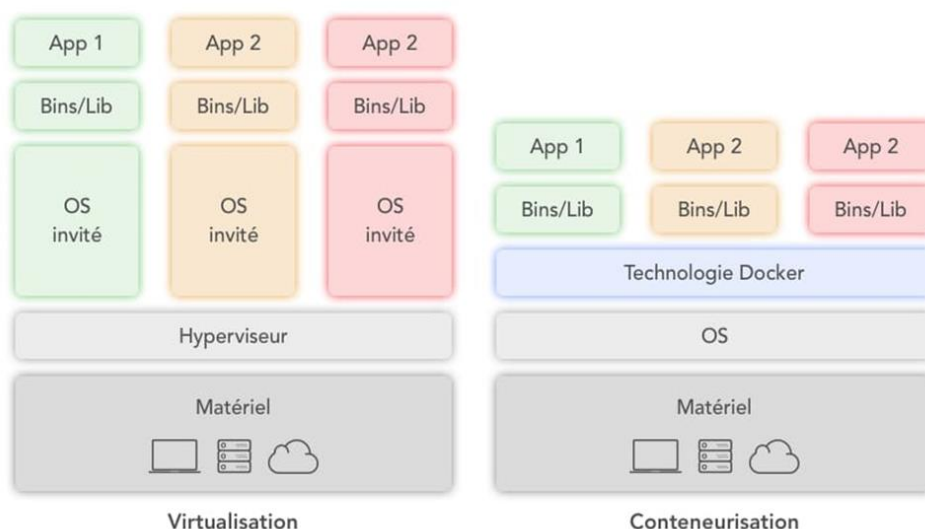 App 1
App 2
App 2
Bins/Lib
Bins/Lib
Bins/Lib
OS
invité
OS
invité
OS
invité
Hyperviseur
Matériel
Virtualisation
App 1
App 2
App 2
Bins/Lib
Bins/Lib
Bins/Lib
Technologie Docker
OS
Matériel
Conteneurisation